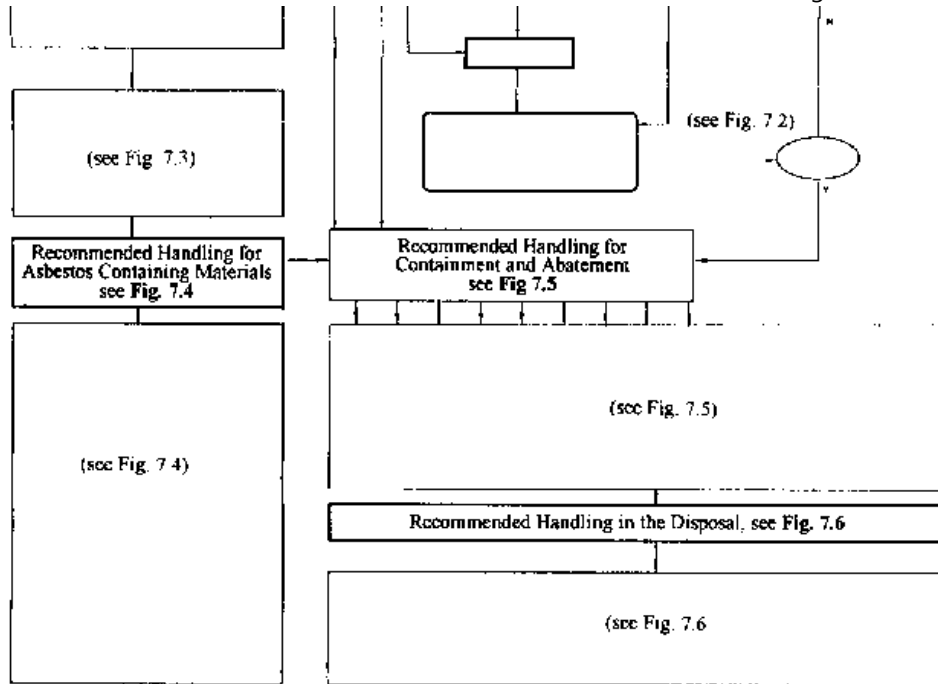 N
(see Fig. 7 2)
(see Fig 7.3)
Y
Recommended Handling for
Asbestos Containing Materials
see Fig. 7.4
Recommended Handling for
Containment and Abatement
see Fig 7.5
(see Fig. 7.5)
(see Fig. 7 4)
Recommended Handling in the Disposal, see Fig. 7.6
(see Fig. 7.6